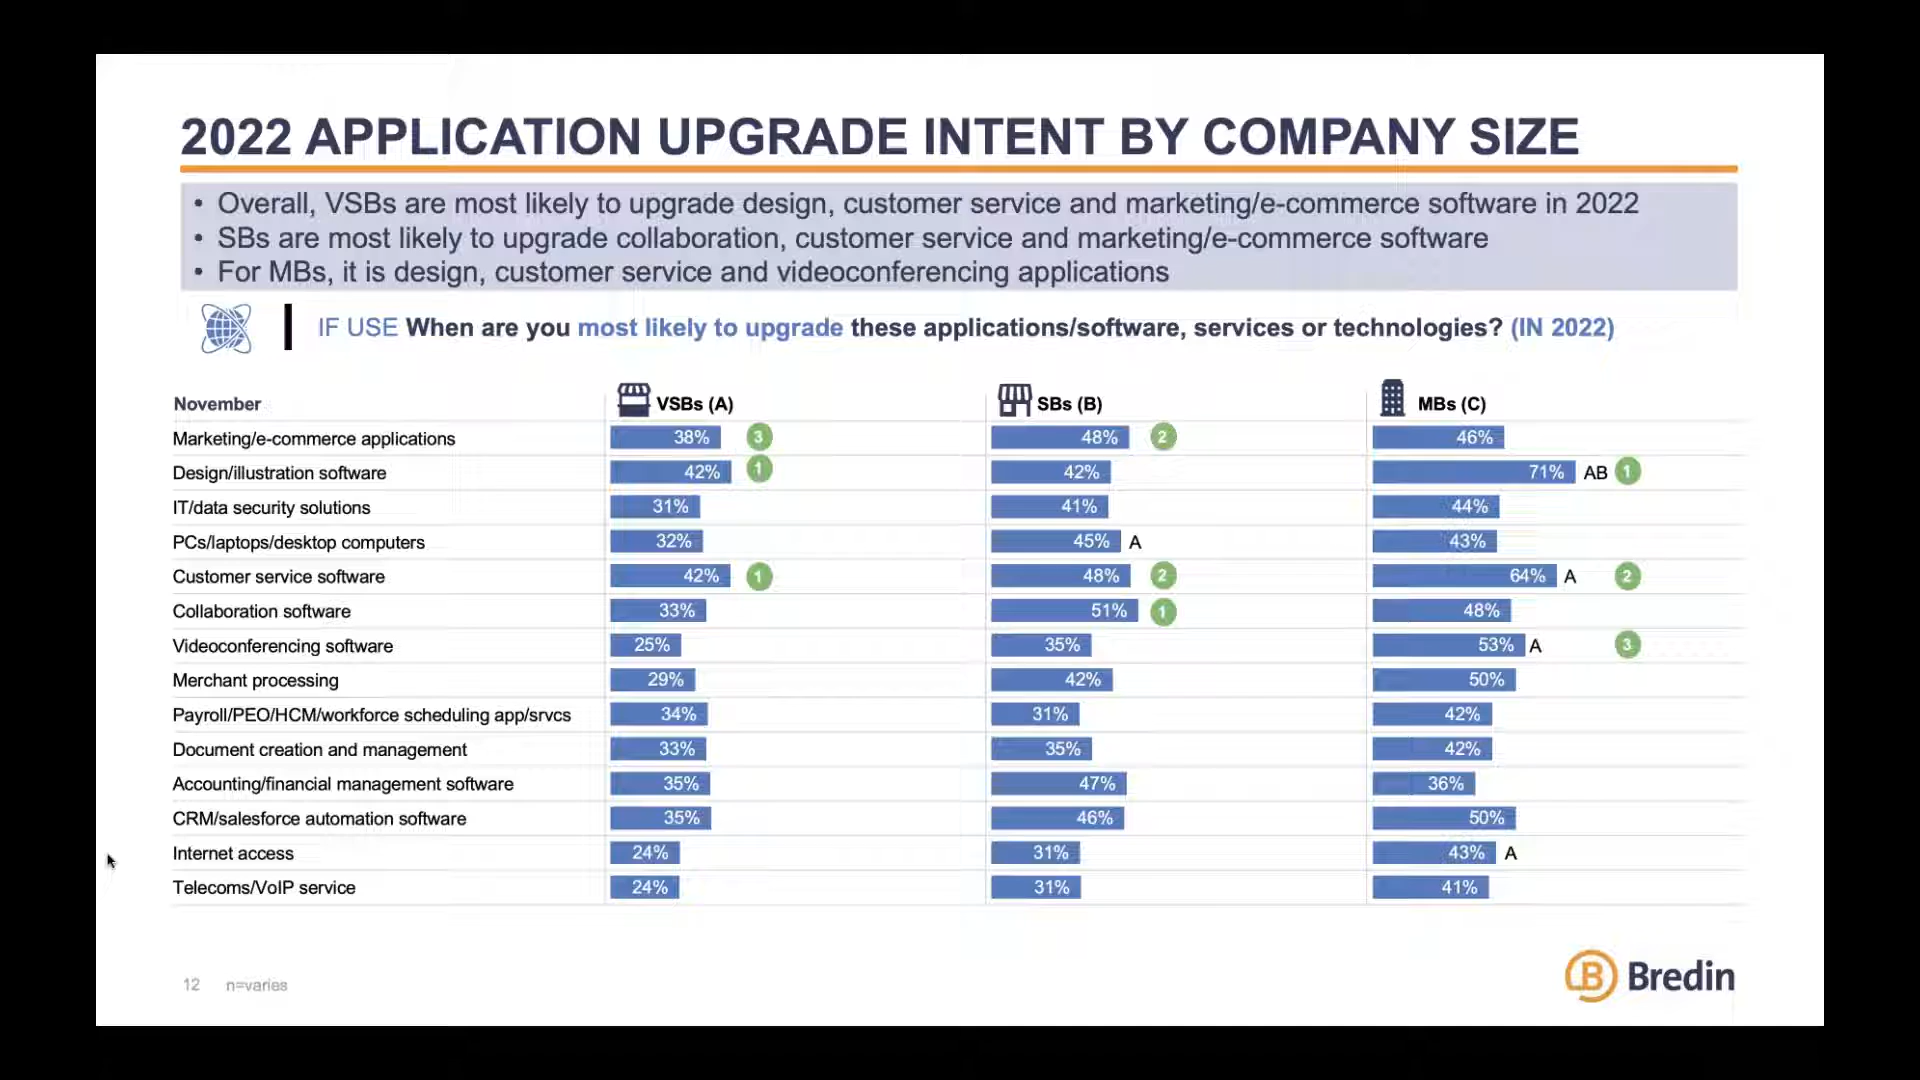 2022 APPLICATION UPGRADE INTENT BY COMPANY SIZE
• Overall, VSBs are most likely to upgrade design, customer service and marketing/e-commerce software in 2022
• SBs are most likely to upgrade collaboration, customer service and marketing/e-commerce software
• For MBs, it is design, customer service and videoconferencing applications
IF USE When are you most likely to upgrade these applications/software, services or technologies? (IN 2022)
November VSBs (A) SBs (B) MBs (C)
Marketing/e-commerce applications 38% 3 48% 2 46%
Design/illustration software 42% 1 42% 71% AB 1
IT/data security solutions 31% 41% 44%
PCs/laptops/desktop computers 32% 45% A 43%
Customer service software 42% 1 48% 2 64% A 2
Collaboration software 33% 51% 1 48%
Videoconferencing software 25% 35% 53% A 3
Merchant processing 29% 42% 50%
Payroll/PEO/HCM/workforce scheduling app/srvcs 34% 31% 42%
Document creation and management 33% 35% 42%
Accounting/financial management software 35% 47% 36%
CRM/salesforce automation software 35% 46% 50%
Internet access 24% 31% 43% A
Telecoms/VoIP service 24% 31% 41%
12 n=varies
B Bredin